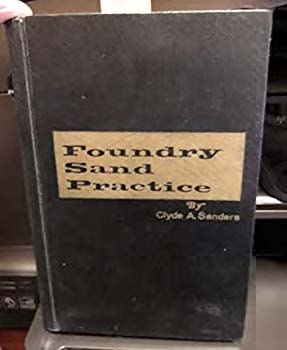 Foundry
Sand
Practice
By
Clyde A. Sanders